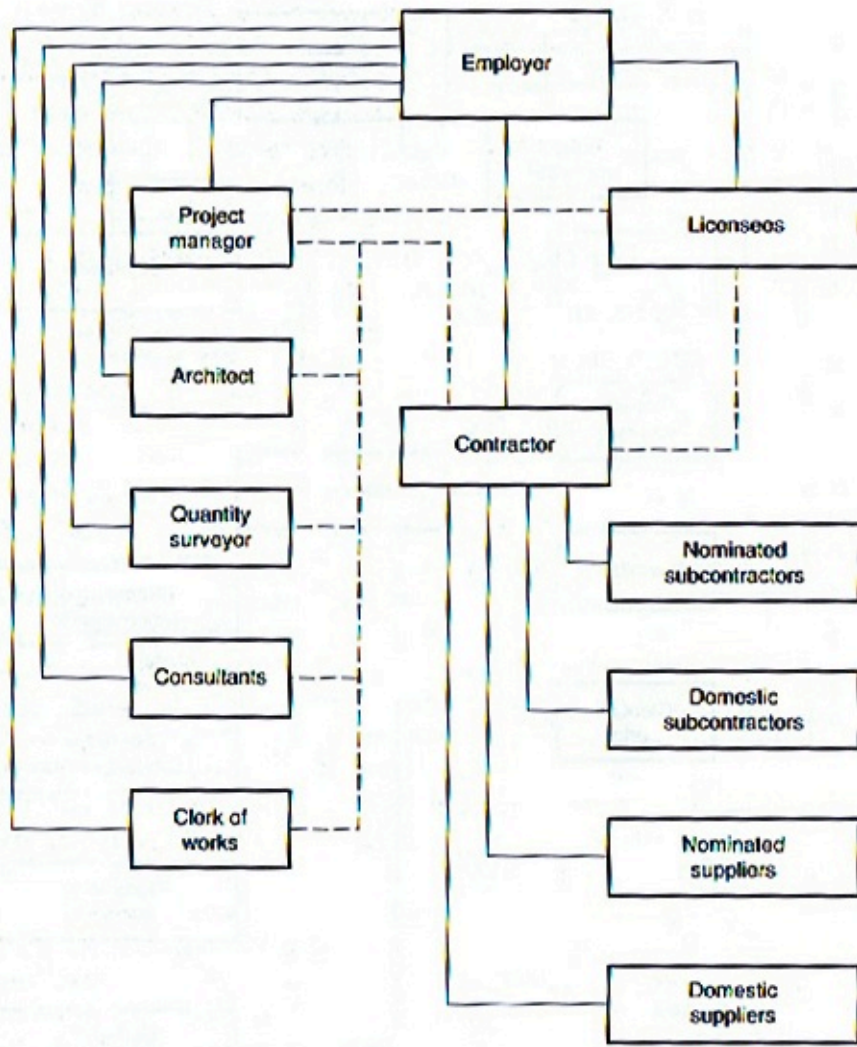 Employer
Project
manager
Licensees
Architect
Contractor
Quantity
surveyor
Nominated
subcontractors
Consultants
Domestic
subcontractors
Clerk of
works
Nominated
suppliers
Domestic
suppliers